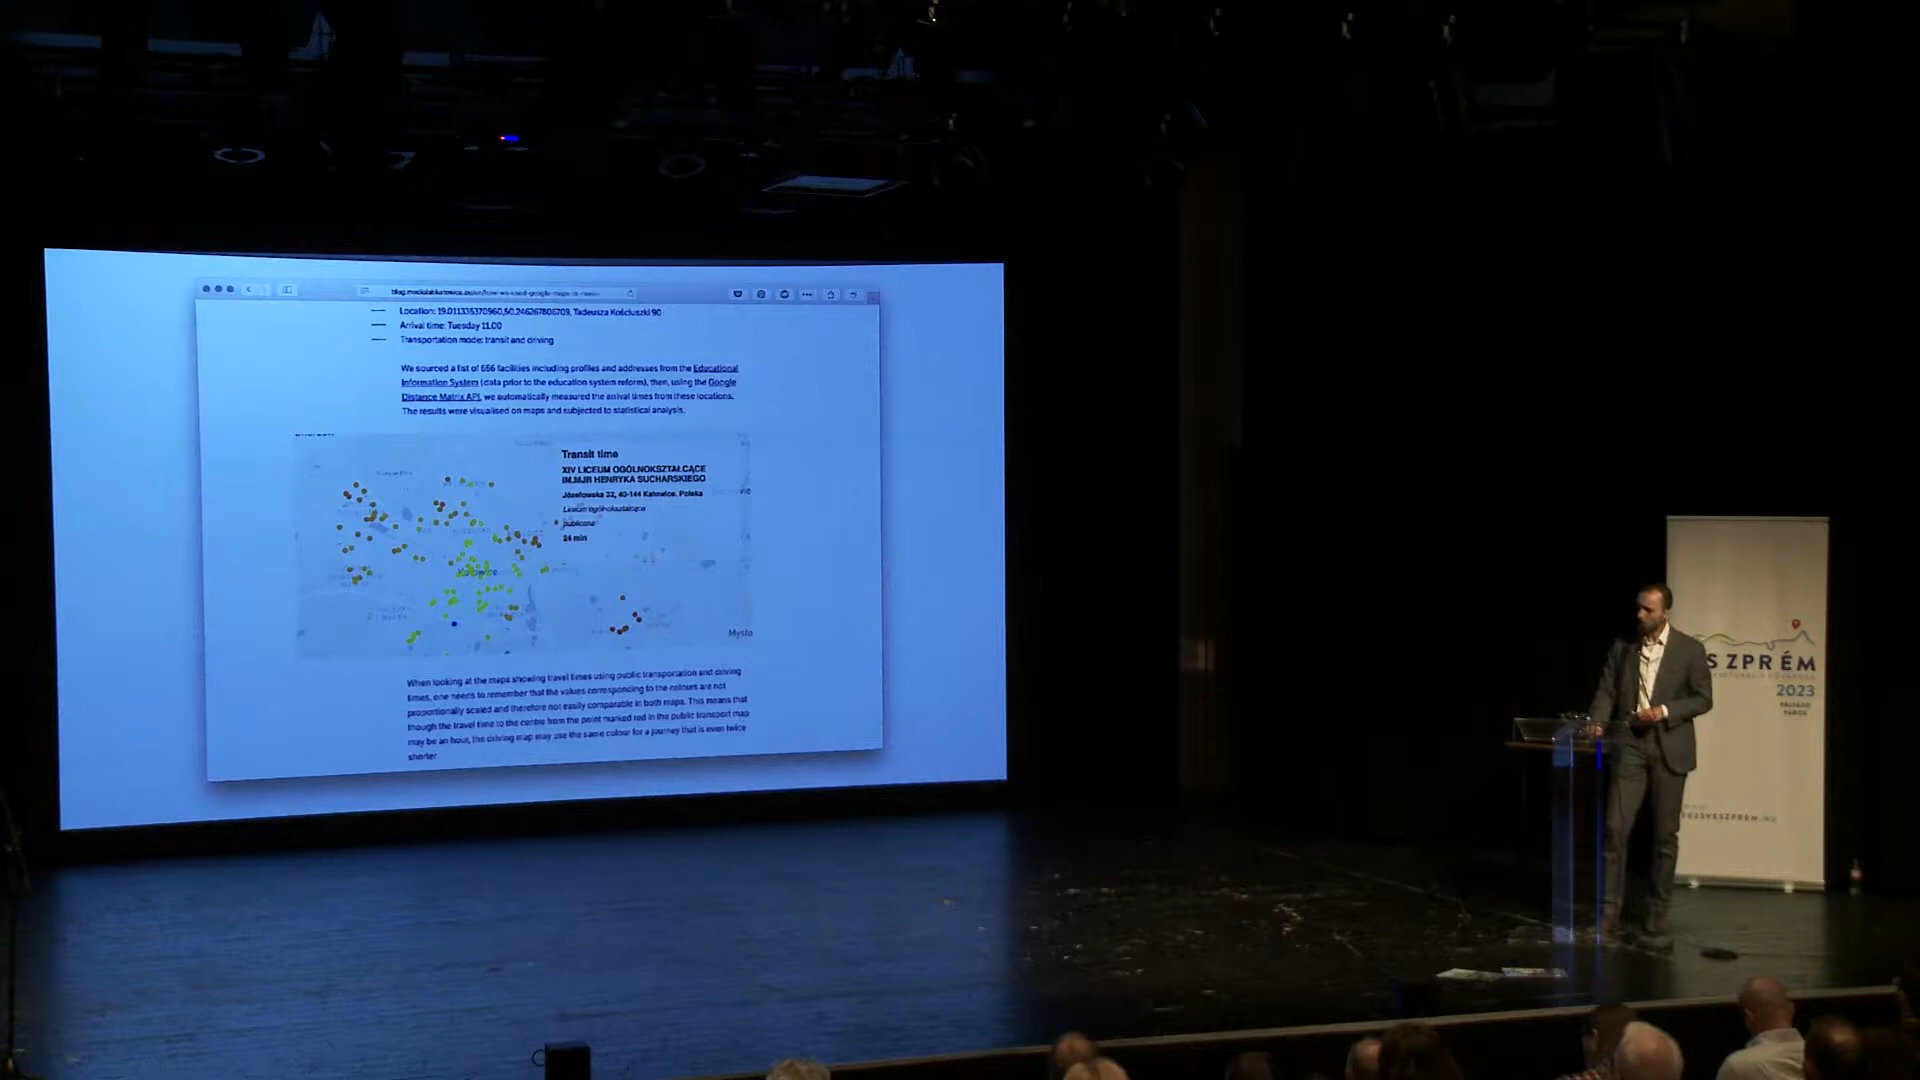 Location: 19.011335370960,50.246267806709, Tadeusza Kościuszki 90
Arrival time: Tuesday 11.00
Transportation mode: transit and driving
We sourced a list of 656 facilities including profiles and addresses from the Educational
Information System (data prior to the education system reform), then, using the Google
Distance Matrix API, we automatically measured the arrival times from these locations.
The results were visualised on maps and subjected to statistical analysis.
Transit time
XIV LICEUM OGÓLNOKSZTAŁCĄCE
IM.MJR HENRYKA SUCHARSKIEGO
Józefowska 32, 40-144 Katowice, Polska
Liceum ogólnokształcące
publiczna
24 min
Katowice
Mysło
When looking at the maps showing travel times using public transportation and driving
times, one needs to remember that the values corresponding to the colours are not
proportionally scaled and therefore not easily comparable in both maps. This means that
though the travel time to the centre from the point marked red in the public transport map
may be an hour, the driving map may use the same colour for a journey that is even twice
shorter.
SZPRÉM
2023